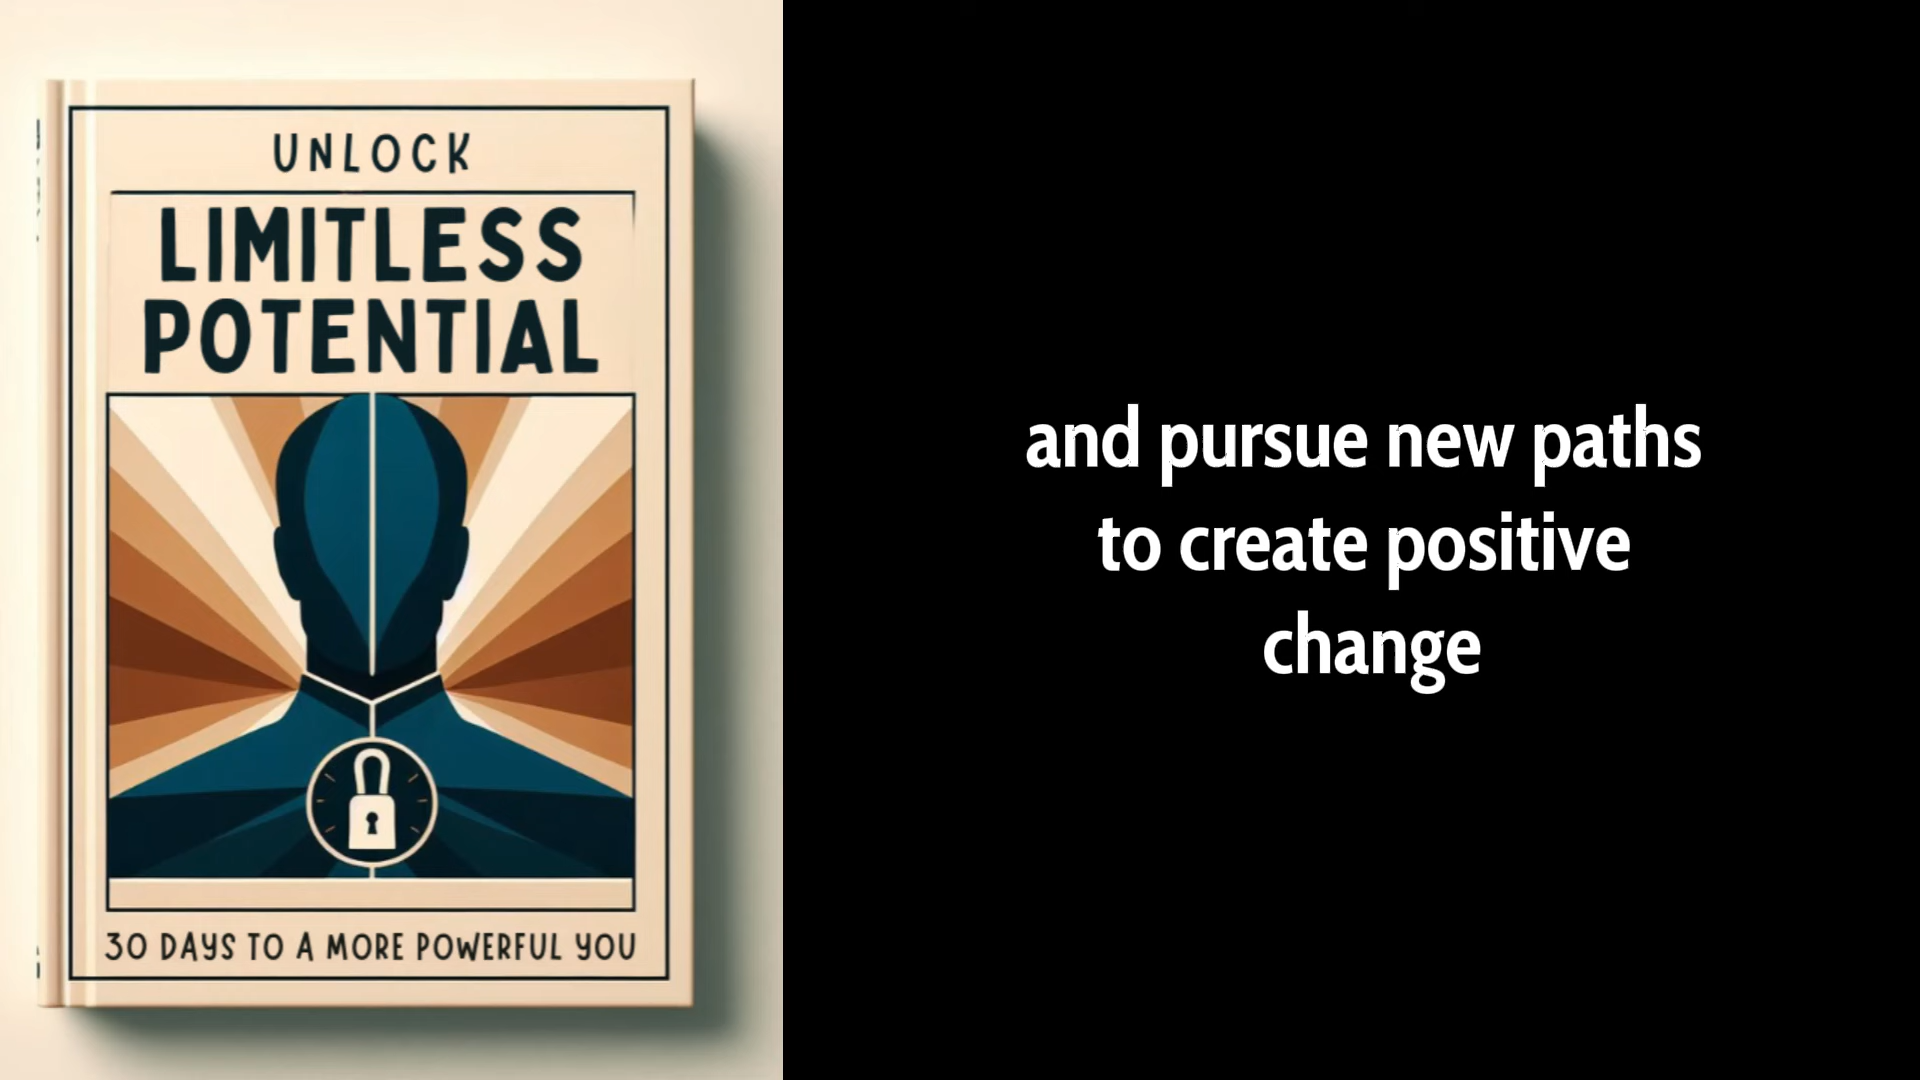 UNLOCK
LIMITLESS
POTENTIAL
30 DAYS TO A MORE POWERFUL YOU
and pursue new paths
to create positive
change